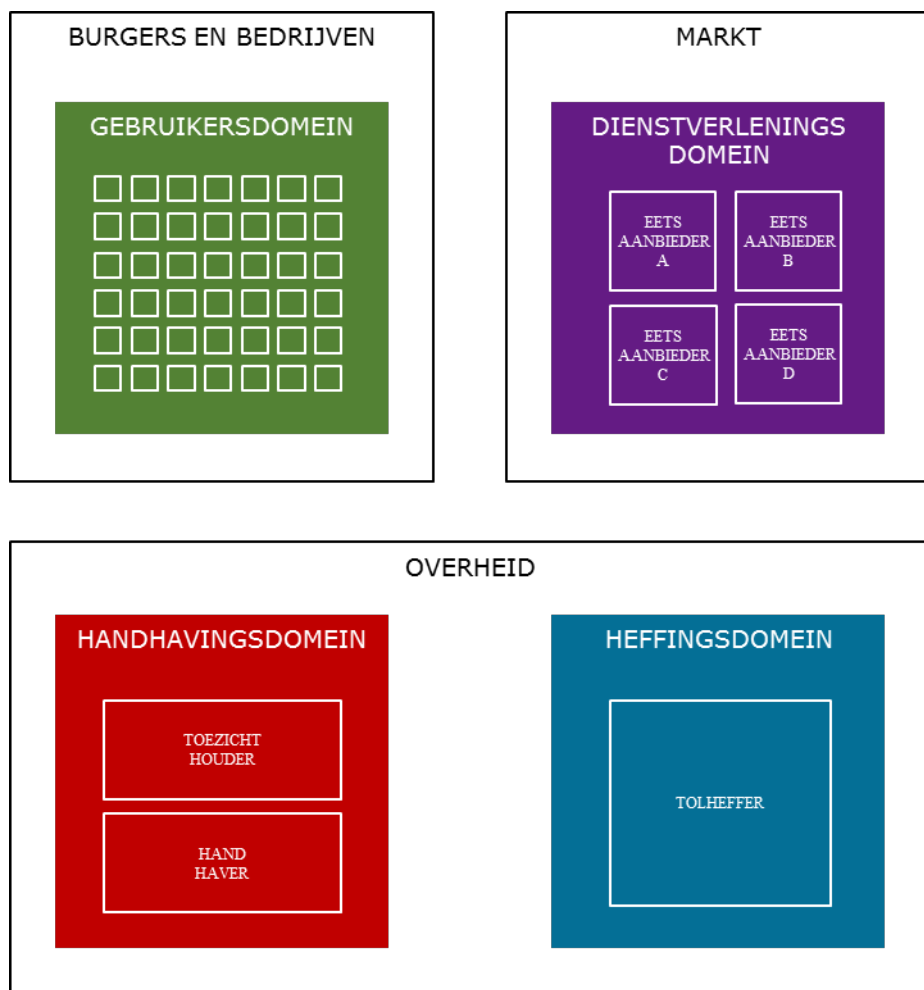 BURGERS EN BEDRIJVEN
GEBRUIKERSDOMEIN
MARKT
DIENSTVERLENINGS
DOMEIN
EETS
AANBIEDER
A
EETS
AANBIEDER
B
EETS
AANBIEDER
C
EETS
AANBIEDER
D
OVERHEID
HANDHAVINGSDOMEIN
TOEZICHT
HOUDER
HAND
HAVER
HEFFINGSDOMEIN
TOLHEFFER